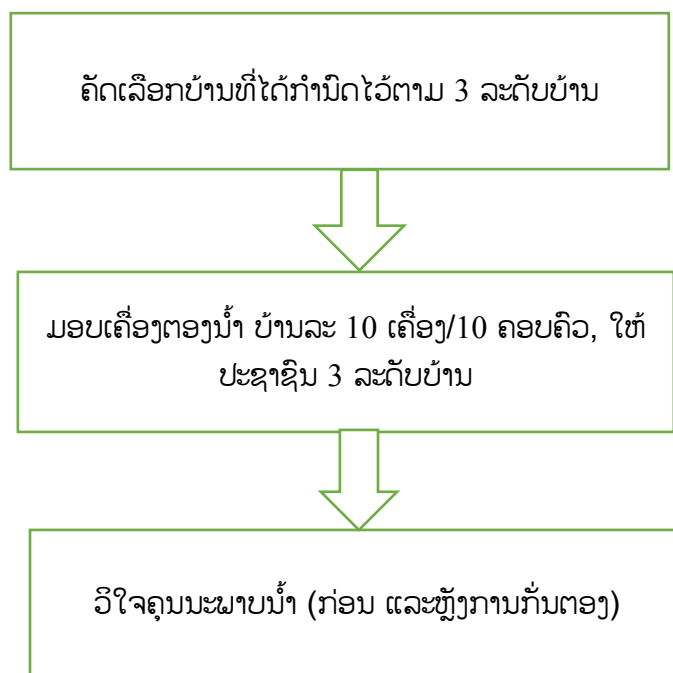 ຄັດເລືອກບ້ານທີ່ໄດ້ກຳນົດໄວ້ຕາມ 3 ລະດັບບ້ານ
ມອບເຄື່ອງຕອງນ້ຳ ບ້ານລະ 10 ເຄື່ອງ/10 ຄອບຄົວ, ໃຫ້
ປະຊາຊົນ 3 ລະດັບບ້ານ
ວິໃຈຄຸນນະພາບນ້ຳ (ກ່ອນ ແລະຫຼັງການກັ່ນຕອງ)